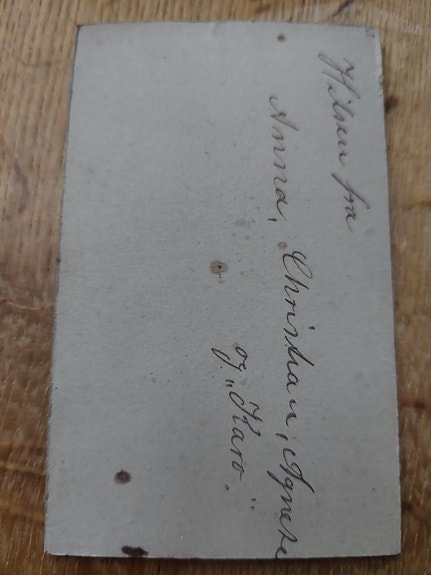 Hilsen fra
Anna, Christian, Agnete
og „Karo."